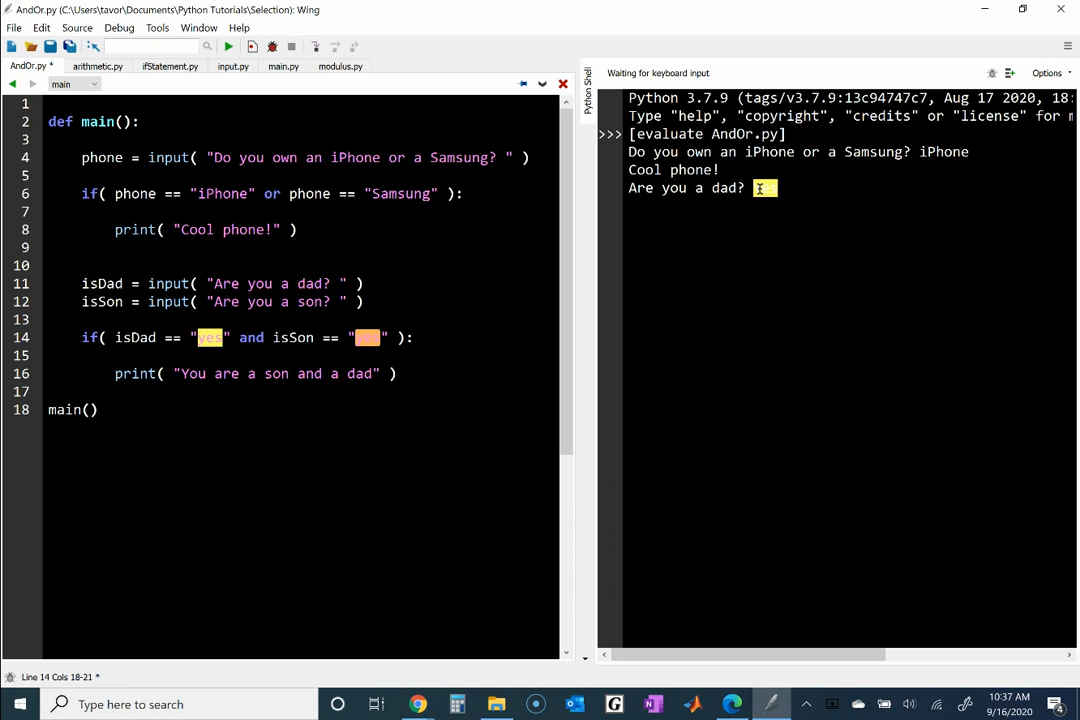 AndOr.py (C:\Users\tavor\Documents\Python Tutorials\Selection): Wing
File Edit Source Debug Tools Window Help
AndOr.py * arithmetic.py ifStatement.py input.py main.py modulus.py
main
1
2 def main():
3
4 phone = input( "Do you own an iPhone or a Samsung? " )
5
6 if( phone == "iPhone" or phone == "Samsung" ):
7
8 print( "Cool phone!" )
9
10
11 isDad = input( "Are you a dad? " )
12 isSon = input( "Are you a son? " )
13
14 if( isDad == "yes" and isSon == "yes" ):
15
16 print( "You are a son and a dad" )
17
18 main()
Line 14 Cols 18-21 *
Python Shell
Waiting for keyboard input
Options
Python 3.7.9 (tags/v3.7.9:13c94747c7, Aug 17 2020, 18:
Type "help", "copyright", "credits" or "license" for m
>>> [evaluate AndOr.py]
Do you own an iPhone or a Samsung? iPhone
Cool phone!
Are you a dad? yes
Type here to search
10:37 AM
9/16/2020
4